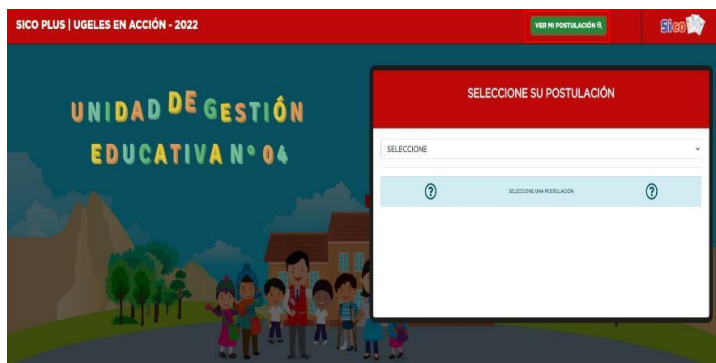 SICO PLUS | UGELES EN ACCIÓN - 2022
VER MI POSTULACIÓN
Sico
UNIDAD DE GESTIÓN
EDUCATIVA N° 04
SELECCIONE SU POSTULACIÓN
SELECCIONE
SELECCIONE UNA POSTULACIÓN